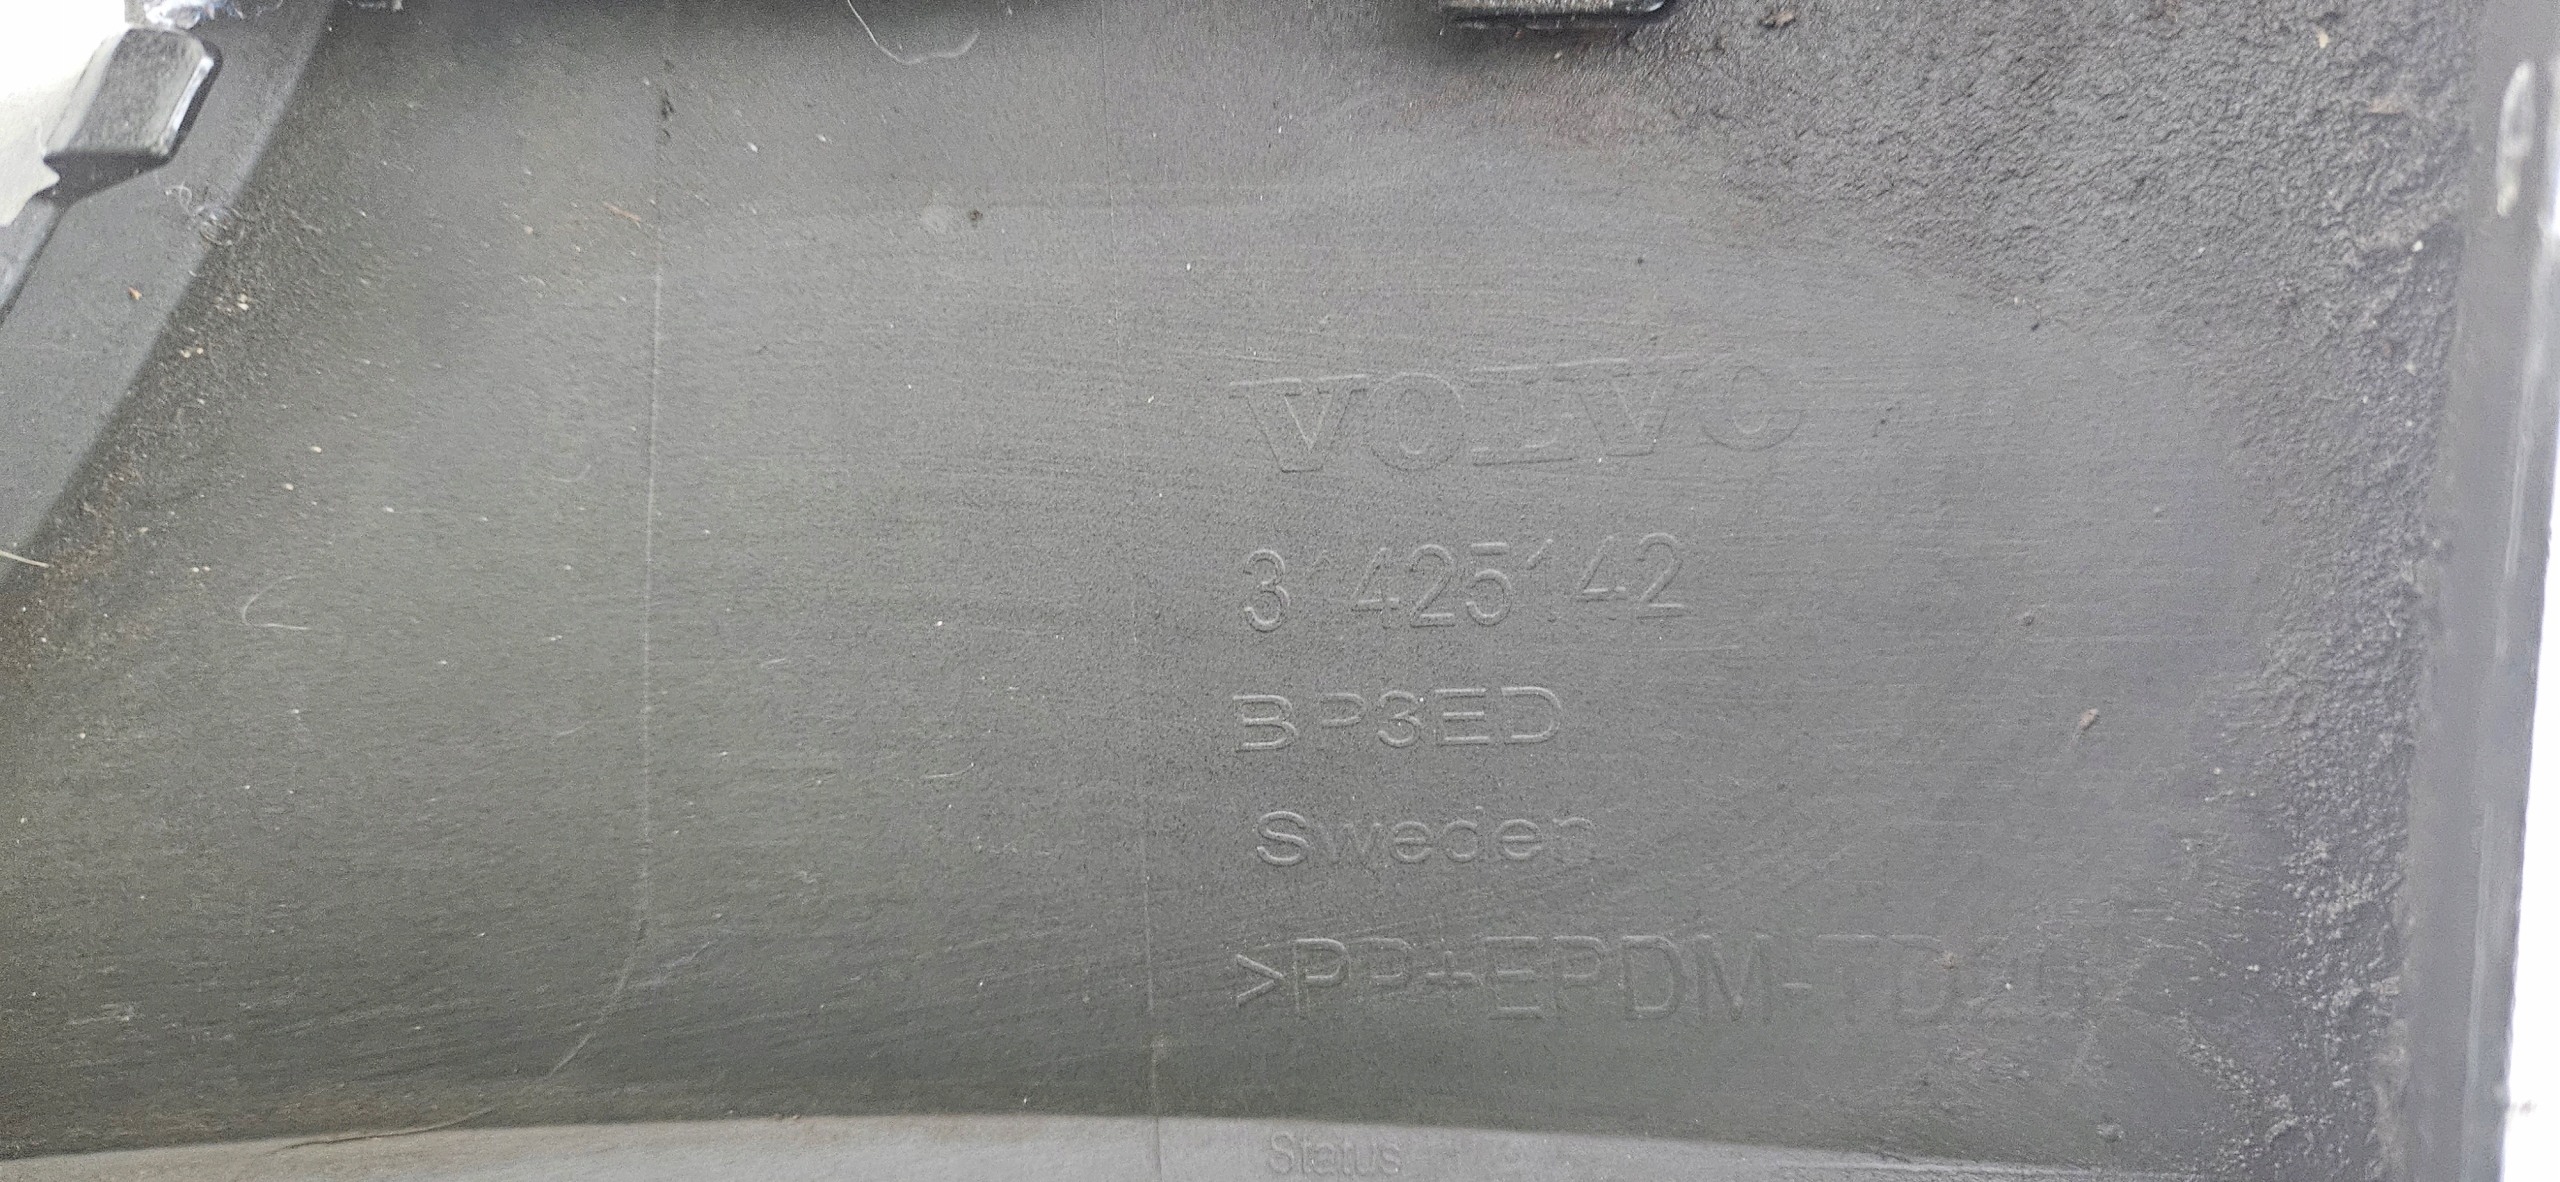 VOLVO
31425142
BP3ED
Sweden
>PP+EPDM-TD
Status